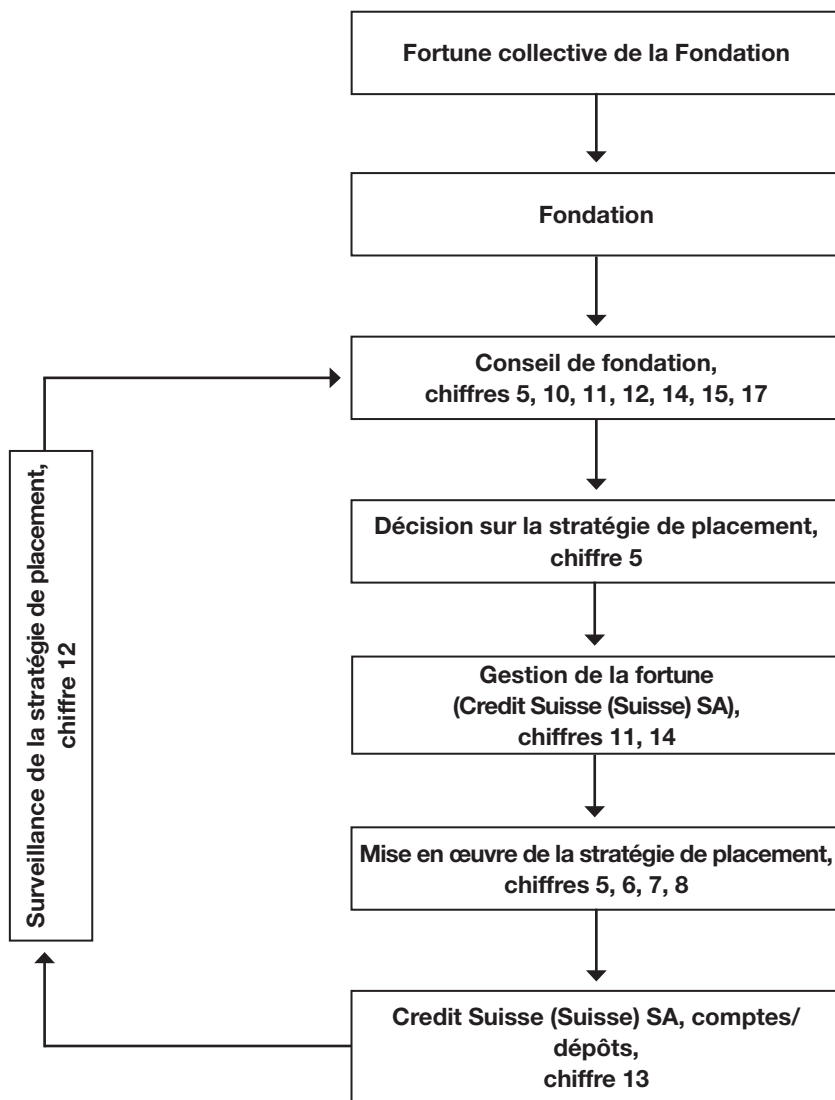 Fortune collective de la Fondation
Fondation
Conseil de fondation,
chiffres 5, 10, 11, 12, 14, 15, 17
Décision sur la stratégie de placement,
chiffre 5
Gestion de la fortune
(Credit Suisse (Suisse) SA),
chiffres 11, 14
Mise en œuvre de la stratégie de placement,
chiffres 5, 6, 7, 8
Credit Suisse (Suisse) SA, comptes/
dépôts,
chiffre 13
Surveillance de la stratégie de placement,
chiffre 12